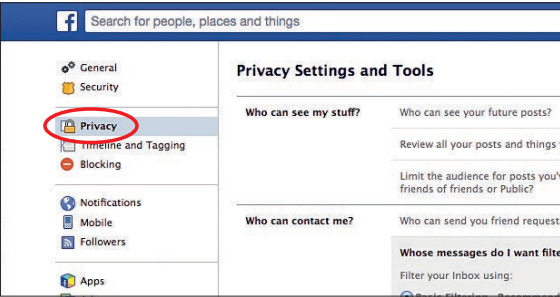 f
Search for people, places and things
General
Security
Privacy
Timeline and Tagging
Blocking
Notifications
Mobile
Followers
Apps
Privacy Settings and Tools
Who can see my stuff?
Who can see your future posts?
Review all your posts and things
Limit the audience for posts you'
friends of friends or Public?
Who can contact me?
Who can send you friend requests
Whose messages do I want filte
Filter your Inbox using: